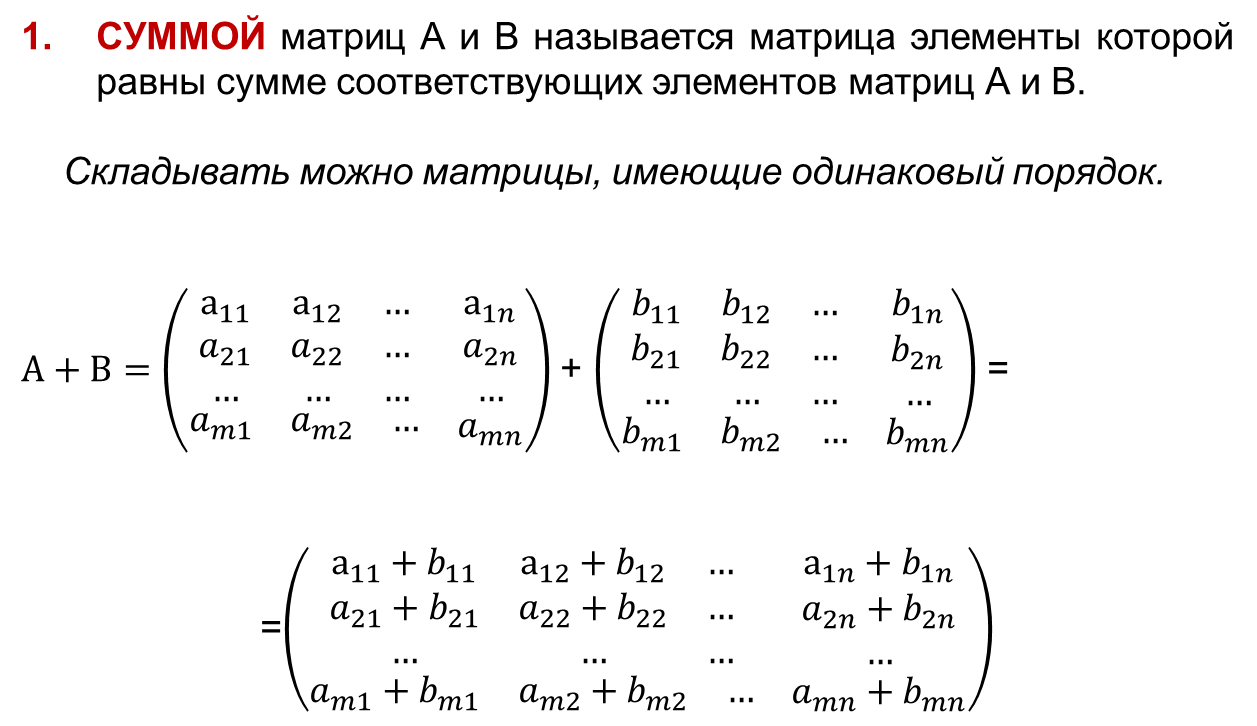 1. СУММОЙ матриц А и В называется матрица элементы которой
равны сумме соответствующих элементов матриц А и В.
Складывать можно матрицы, имеющие одинаковый порядок.
a₁₁ a₁₂ … a₁ₙ b₁₁ b₁₂ … b₁ₙ
a₂₁ a₂₂ … a₂ₙ b₂₁ b₂₂ … b₂ₙ
A + B = ( ) + ( ) =
… … … … … … … …
aₘ₁ aₘ₂ … aₘₙ bₘ₁ bₘ₂ … bₘₙ
a₁₁ + b₁₁ a₁₂ + b₁₂ … a₁ₙ + b₁ₙ
a₂₁ + b₂₁ a₂₂ + b₂₂ … a₂ₙ + b₂ₙ
= ( )
… … … …
aₘ₁ + bₘ₁ aₘ₂ + bₘ₂ … aₘₙ + bₘₙ